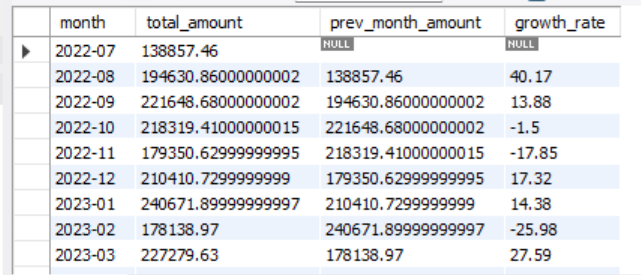 month total_amount prev_month_amount growth_rate
2022-07 138857.46 NULL NULL
2022-08 194630.86000000002 138857.46 40.17
2022-09 221648.68000000002 194630.86000000002 13.88
2022-10 218319.41000000015 221648.68000000002 -1.5
2022-11 179350.62999999995 218319.41000000015 -17.85
2022-12 210410.7299999999 179350.62999999995 17.32
2023-01 240671.89999999997 210410.7299999999 14.38
2023-02 178138.97 240671.89999999997 -25.98
2023-03 227279.63 178138.97 27.59